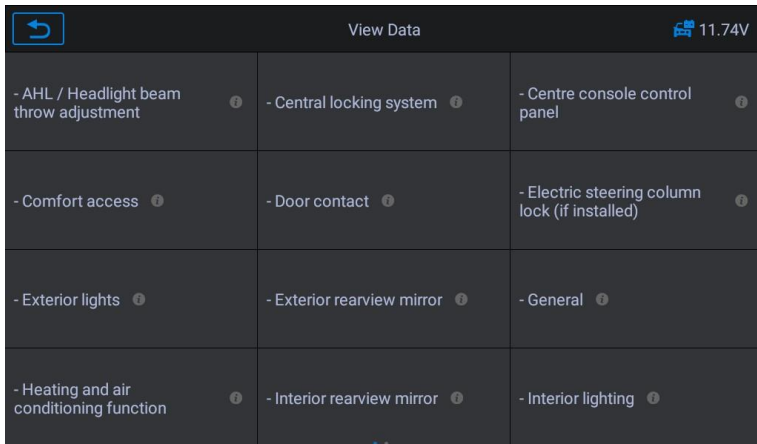 View Data
11.74V
- AHL / Headlight beam
throw adjustment
- Central locking system
- Centre console control
panel
- Comfort access
- Door contact
- Electric steering column
lock (if installed)
- Exterior lights
- Exterior rearview mirror
- General
- Heating and air
conditioning function
- Interior rearview mirror
- Interior lighting